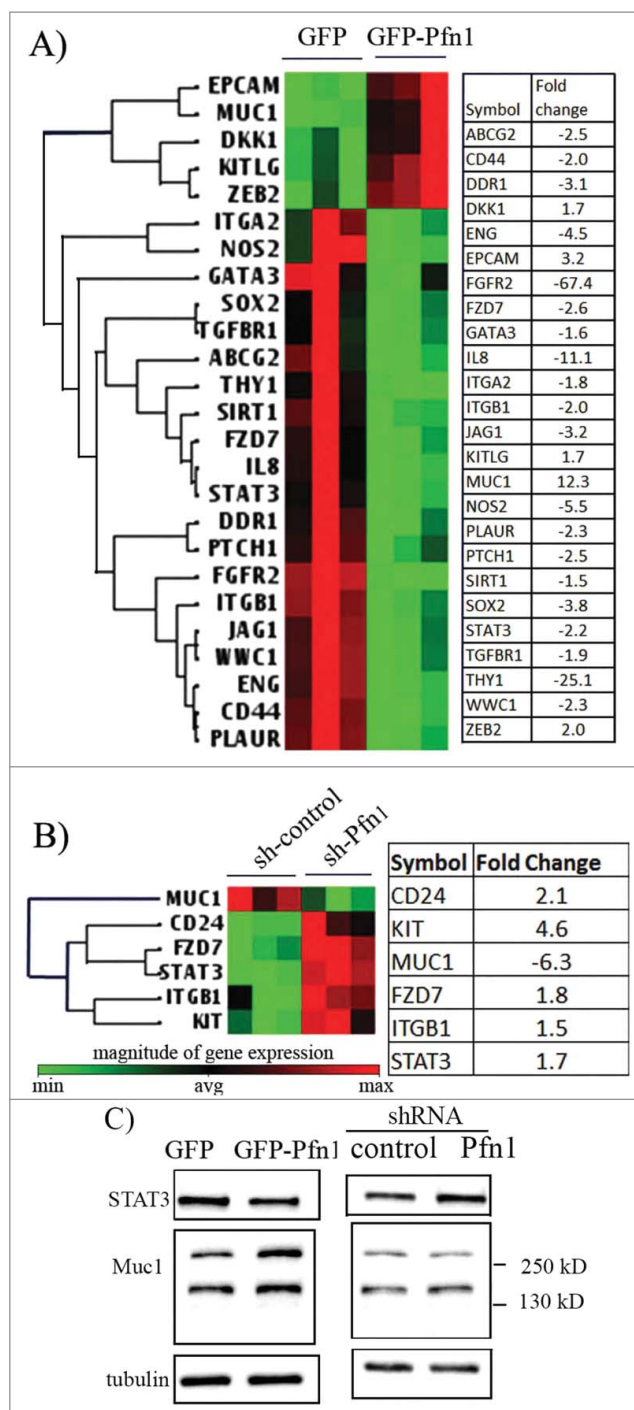 A)
GFP GFP-Pfn1
EPCAM
MUC1
DKK1
KITLG
ZEB2
ITGA2
NOS2
GATA3
SOX2
TGFBR1
ABCG2
THY1
SIRT1
FZD7
IL8
STAT3
DDR1
PTCH1
FGFR2
ITGB1
JAG1
WWC1
ENG
CD44
PLAUR
Symbol Fold change
ABCG2 -2.5
CD44 -2.0
DDR1 -3.1
DKK1 1.7
ENG -4.5
EPCAM 3.2
FGFR2 -67.4
FZD7 -2.6
GATA3 -1.6
IL8 -11.1
ITGA2 -1.8
ITGB1 -2.0
JAG1 -3.2
KITLG 1.7
MUC1 12.3
NOS2 -5.5
PLAUR -2.3
PTCH1 -2.5
SIRT1 -1.5
SOX2 -3.8
STAT3 -2.2
TGFBR1 -1.9
THY1 -25.1
WWC1 -2.3
ZEB2 2.0
B)
sh-control sh-Pfn1
MUC1
CD24
FZD7
STAT3
ITGB1
KIT
magnitude of gene expression
min avg max
Symbol Fold Change
CD24 2.1
KIT 4.6
MUC1 -6.3
FZD7 1.8
ITGB1 1.5
STAT3 1.7
C)
shRNA
GFP GFP-Pfn1 control Pfn1
STAT3
Muc1
250 kD
130 kD
tubulin